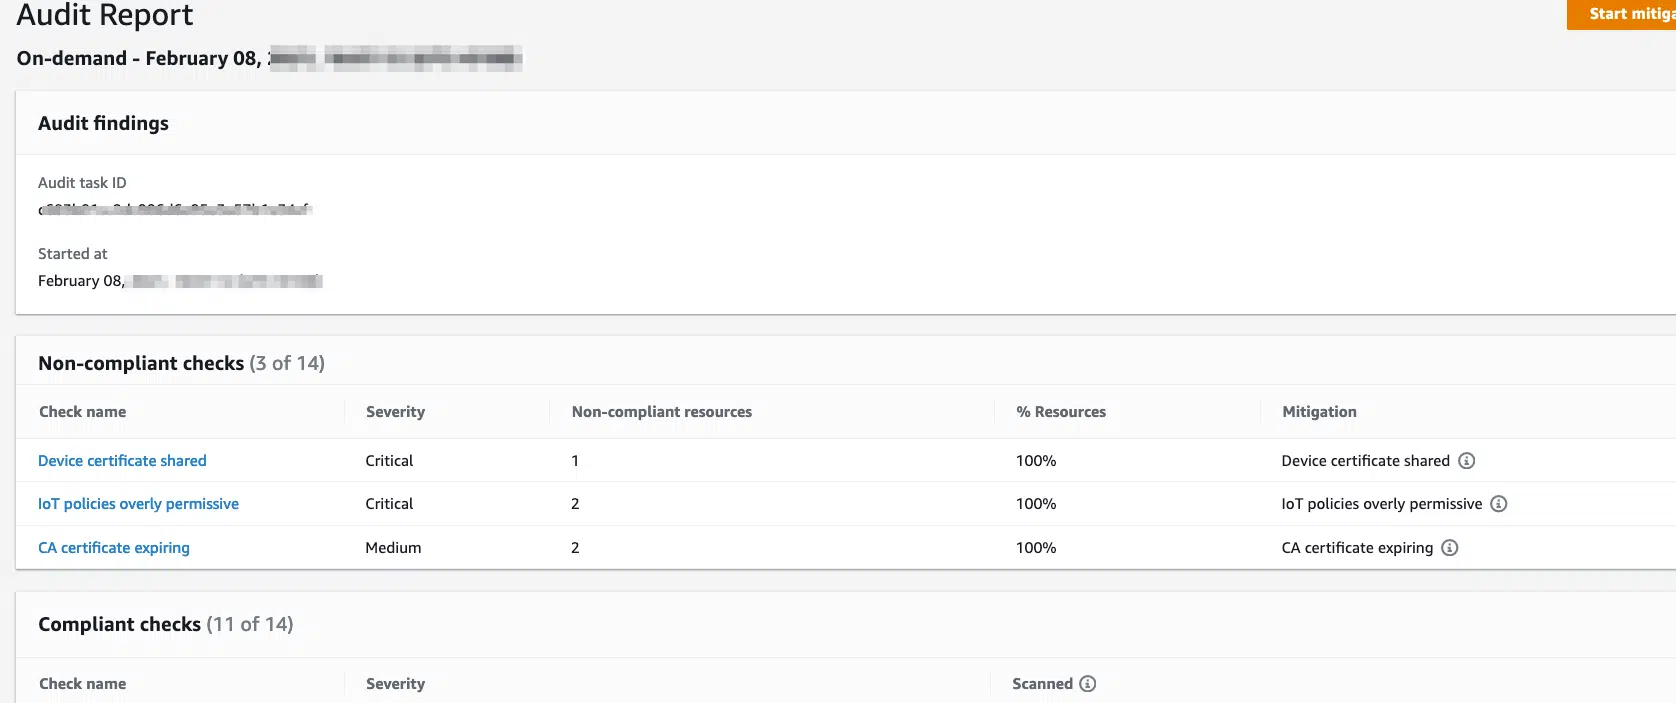 Audit Report
Start mitiga
On-demand - February 08,
Audit findings
Audit task ID
Started at
February 08,
Non-compliant checks (3 of 14)
Check name Severity Non-compliant resources % Resources Mitigation
Device certificate shared Critical 1 100% Device certificate shared
IoT policies overly permissive Critical 2 100% IoT policies overly permissive
CA certificate expiring Medium 2 100% CA certificate expiring
Compliant checks (11 of 14)
Check name Severity Scanned